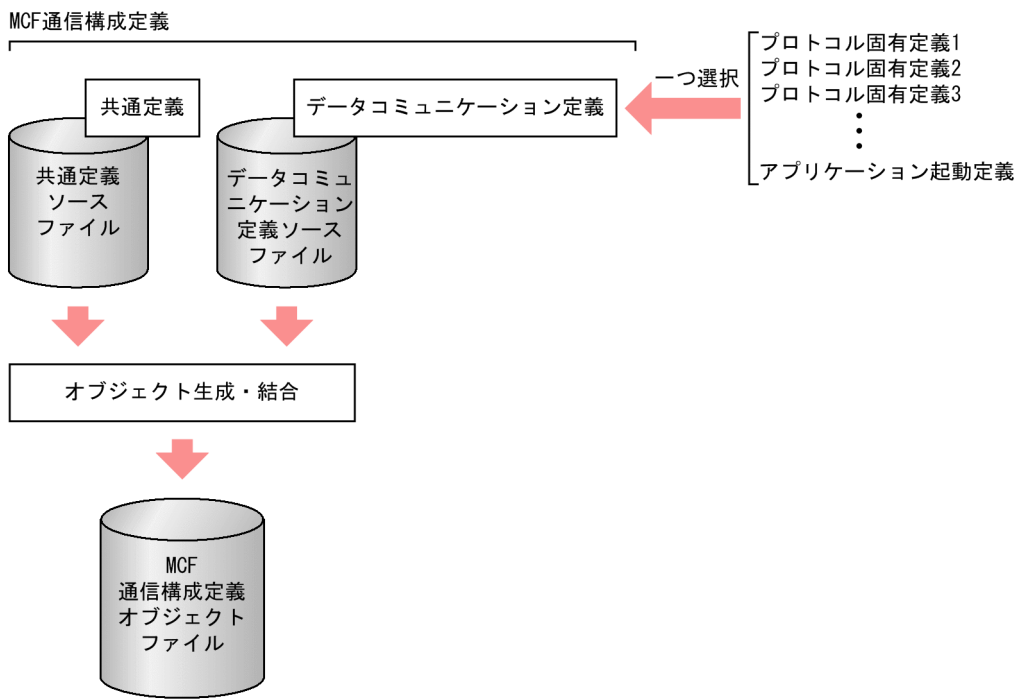 MCF通信構成定義
プロトコル固有定義1
プロトコル固有定義2
プロトコル固有定義3
一つ選択
共通定義
データコミュニケーション定義
アプリケーション起動定義
共通定義
ソース
ファイル
データコミュ
ニケーション
定義ソース
ファイル
オブジェクト生成・結合
MCF
通信構成定義
オブジェクト
ファイル